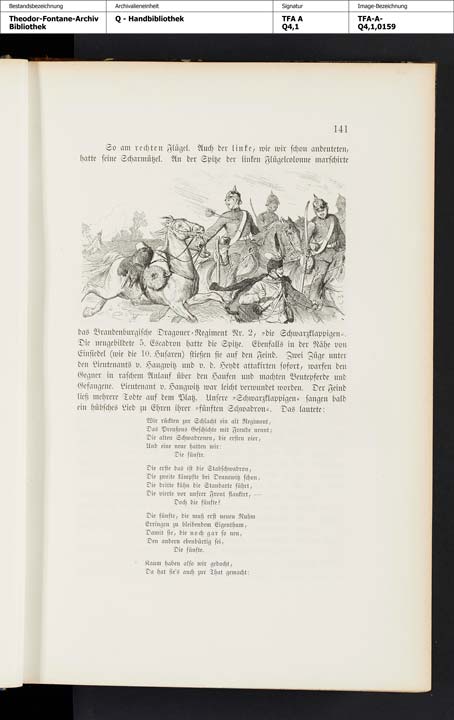 Bestandsbezeichnung Archivalieneinheit Signatur Image-Bezeichnung
Theodor-Fontane-Archiv Q - Handbibliothek TFA A TFA-A-
Bibliothek Q4,1 Q4,1,0159
141
So am rechten Flügel. Auch der linke, wie wir schon andeuteten,
hatte seine Scharmützel. An der Spitze der linken Flügelcolonne marschirte
das Brandenburgische Dragoner-Regiment Nr. 2, »die Schwarzklappigen«.
Die neugebildete 5. Escadron hatte die Spitze. Ebenfalls in der Nähe von
Einsiedel (wie die 10. Husaren) stießen sie auf den Feind. Zwei Züge unter
den Lieutenants v. Haugwitz und v. d. Heydt attakirten sofort, warfen den
Gegner in raschem Anlauf über den Haufen und machten Beutepferde und
Gefangene. Lieutenant v. Haugwitz war leicht verwundet worden. Der Feind
ließ mehrere Todte auf dem Platz. Unsere »Schwarzklappigen« sangen bald
ein hübsches Lied zu Ehren ihrer »fünften Schwadron«. Das lautete:
Wir rückten zur Schlacht ein alt Regiment,
Das Preußens Geschichte mit Freude nennt;
Die alten Schwadronen, die ersten vier,
Und eine neue hatten wir:
Die fünfte.
Die erste das ist die Stabschwadron,
Die zweite kämpfte bei Dennewitz schon,
Die dritte kühn die Standarte führt,
Die vierte vor unsrer Front flankirt, —
Doch die fünfte?
Die fünfte, die muß erst neuen Ruhm
Erringen zu bleibendem Eigenthum,
Damit sie, die noch gar so neu,
Den andern ebenbürtig sei,
Die fünfte.
Kaum haben also wir gedacht,
Da hat sie's auch zur That gemacht: